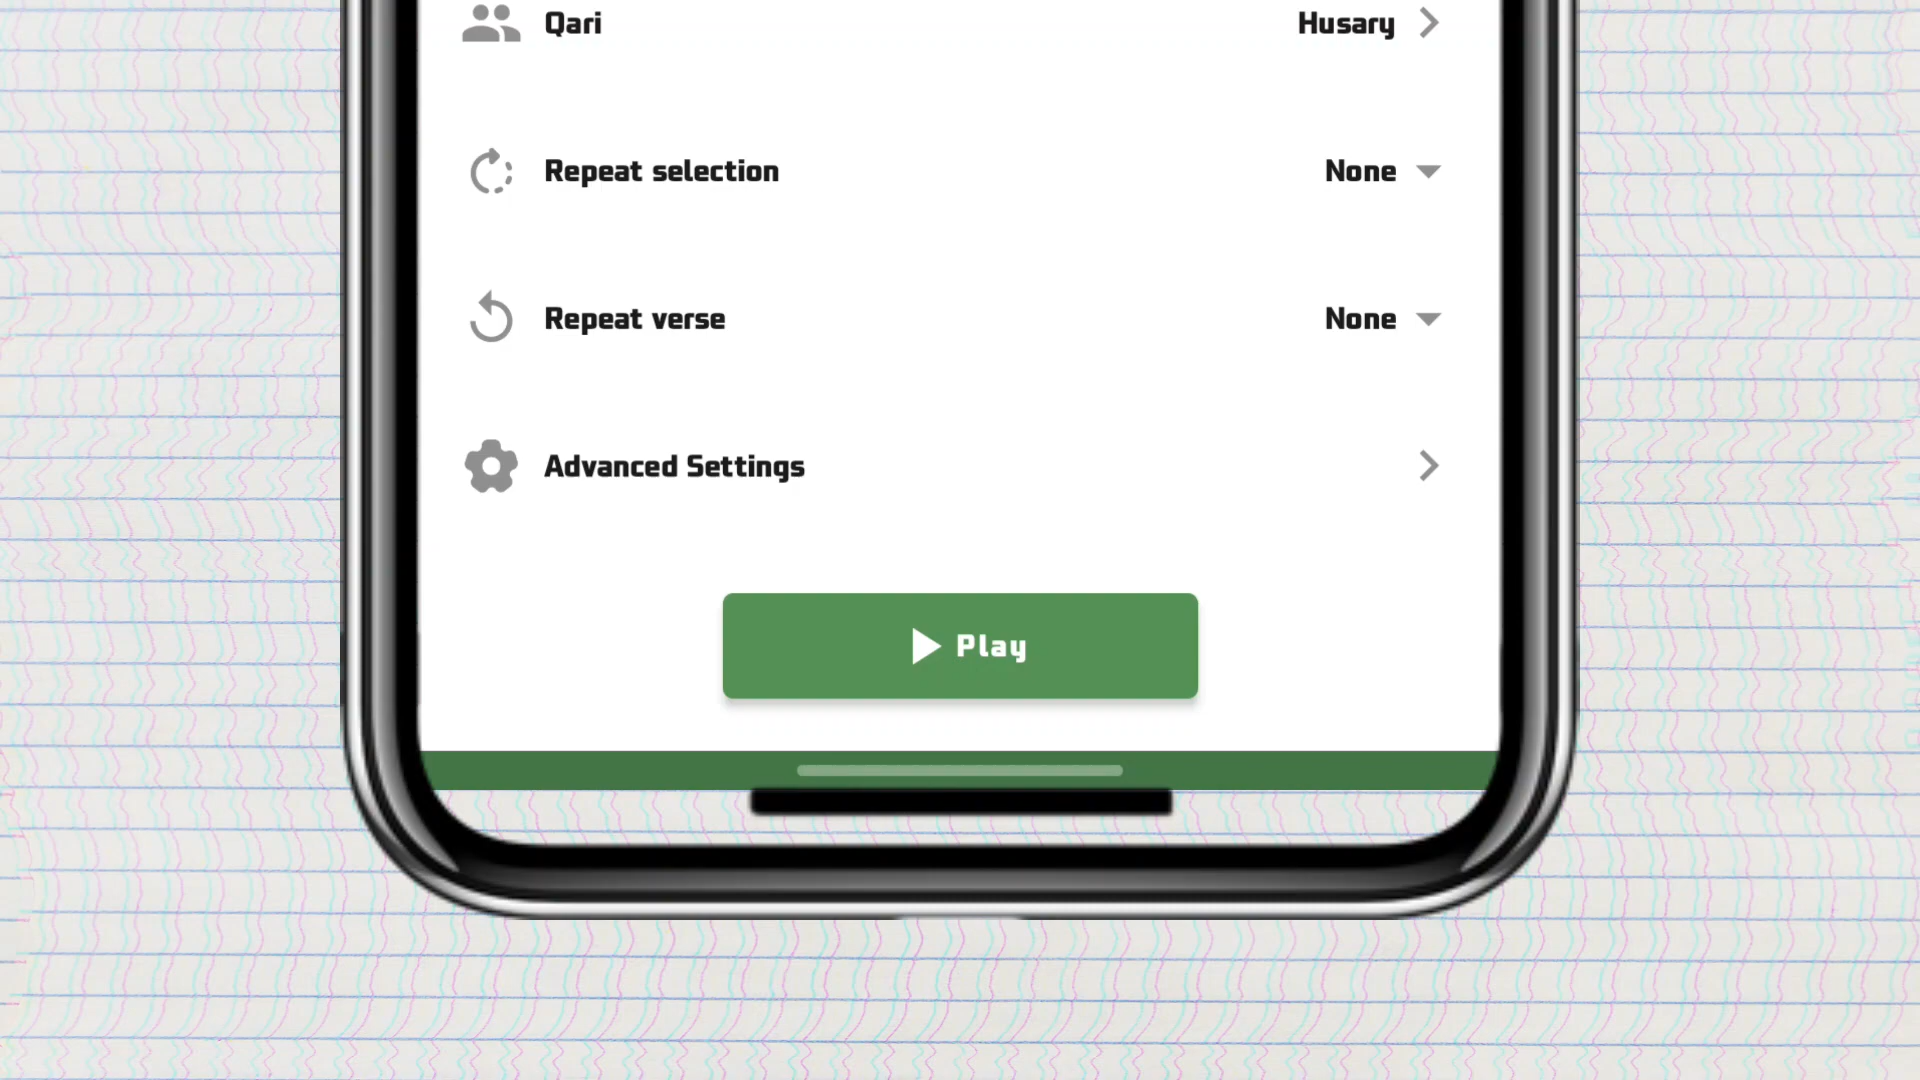 Qari Husary
Repeat selection None
Repeat verse None
Advanced Settings
Play